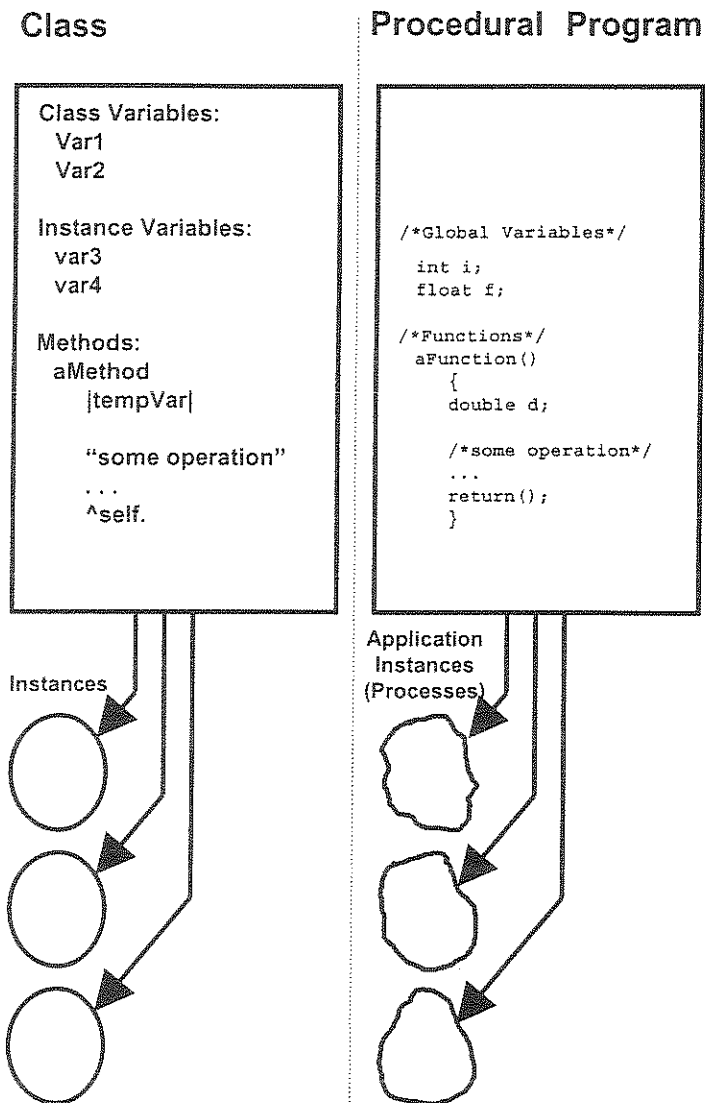 Class
Class Variables:
Var1
Var2
Instance Variables:
var3
var4
Methods:
aMethod
|tempVar|
“some operation”
. . .
^self.
Instances
Procedural Program
/*Global Variables*/
int i;
float f;
/*Functions*/
aFunction()
{
double d;
/*some operation*/
...
return();
}
Application
Instances
(Processes)